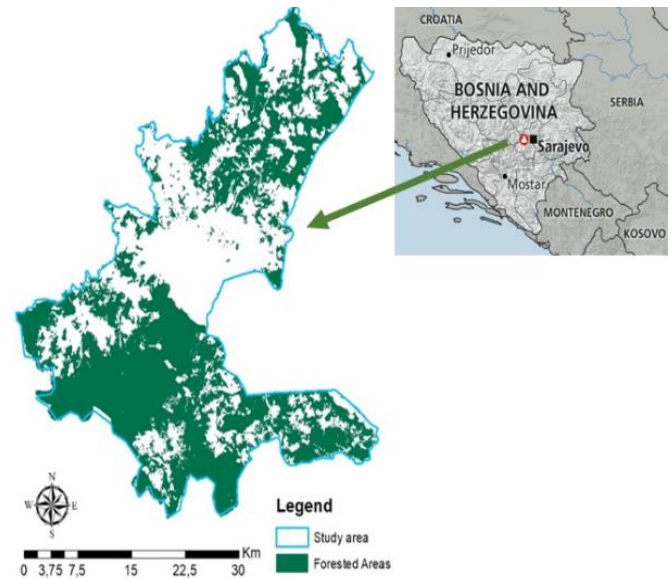 CROATIA
Prijedor
BOSNIA AND
HERZEGOVINA
SERBIA
Sarajevo
Mostar
MONTENEGRO
KOSOVO
N
W E
S
Legend
Study area
Forested Areas
Km
0 3,75 7,5 15 22,5 30